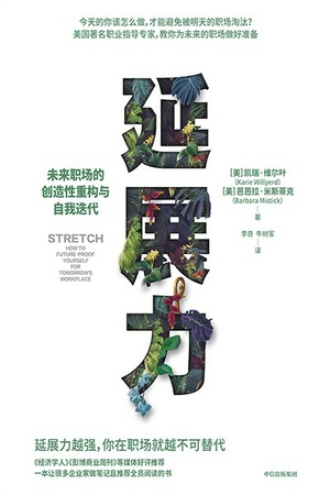 今天的你该怎么做,才能避免被明天的职场淘汰?
美国著名职业指导专家,教你为未来的职场做好准备
延展力
未来职场的
创造性重构与
自我迭代
STRETCH
HOW TO
FUTURE-PROOF
YOURSELF FOR
TOMORROW'S
WORKPLACE
[美]凯瑞·维尔叶
(Karie Willyerd)
[美]芭芭拉·米斯蒂克
(Barbara Mistick)
著
李奇 牛树军
译
延展力越强,你在职场就越不可替代
《经济学人》《彭博商业周刊》等媒体好评推荐
一本让很多企业家做笔记且推荐全员阅读的书
中信出版集团